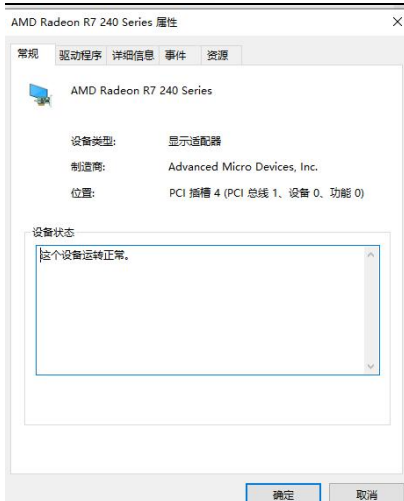 AMD Radeon R7 240 Series 属性
常规 驱动程序 详细信息 事件 资源
AMD Radeon R7 240 Series
设备类型: 显示适配器
制造商: Advanced Micro Devices, Inc.
位置: PCI 插槽 4 (PCI 总线 1、设备 0、功能 0)
设备状态
这个设备运转正常。
确定 取消